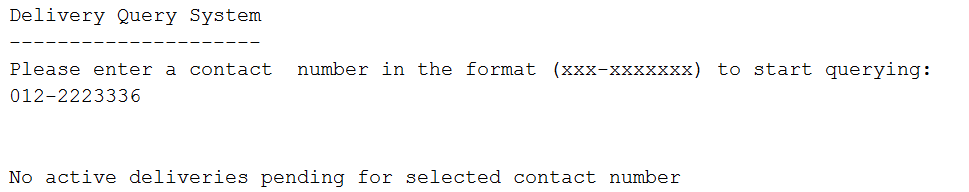 Delivery Query System
---------------------
Please enter a contact  number in the format (xxx-xxxxxxx) to start querying:
012-2223336
No active deliveries pending for selected contact number